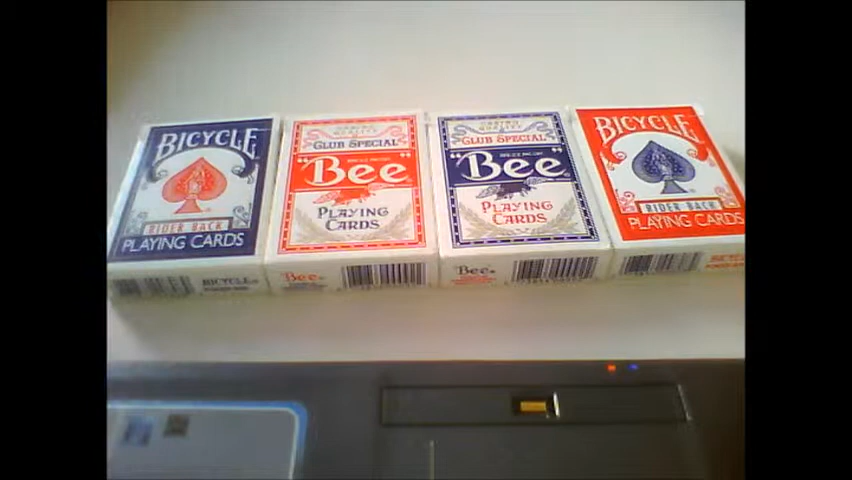 BICYCLE
RIDER BACK
PLAYING CARDS
BICYCLE
CLUB SPECIAL
"Bee"
PLAYING
CARDS
Bee
CLUB SPECIAL
"Bee"
PLAYING
CARDS
Bee
BICYCLE
RIDER BACK
PLAYING CARDS